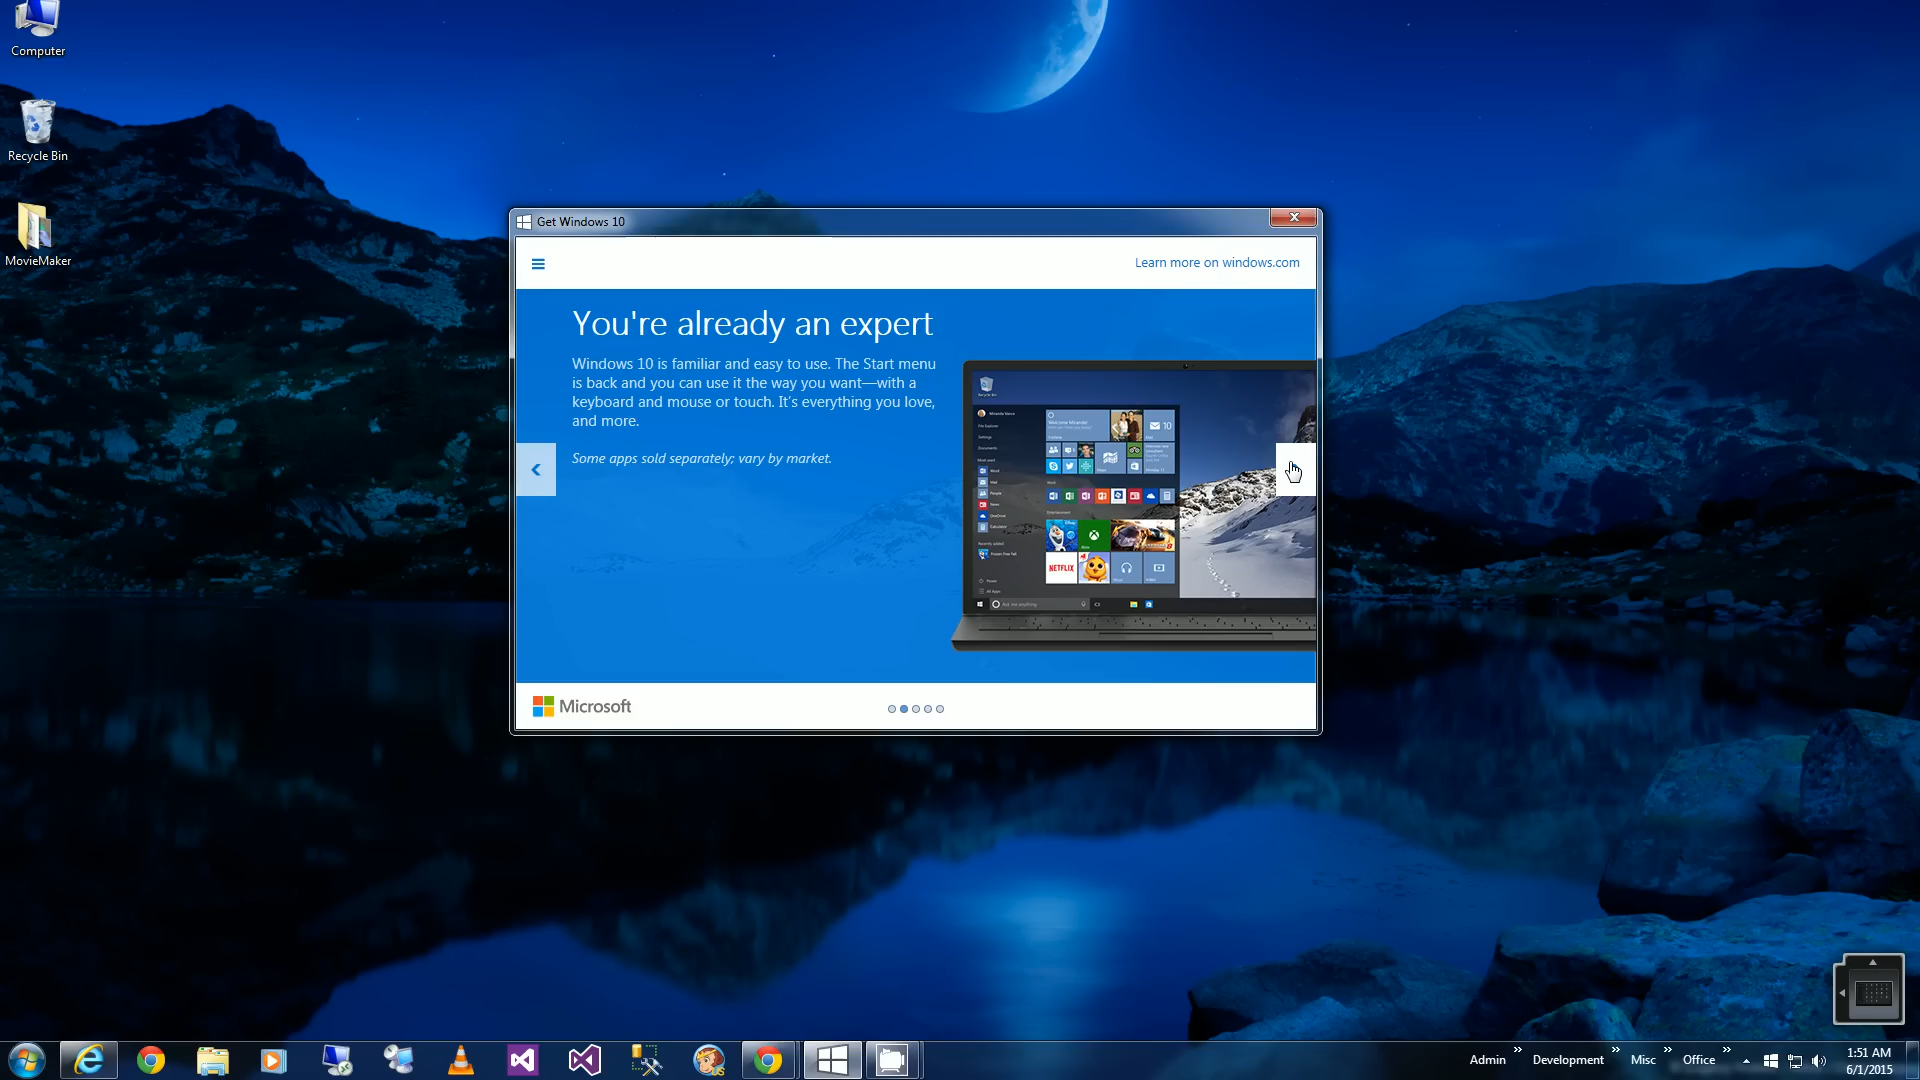 Computer
Recycle Bin
MovieMaker
Get Windows 10
Learn more on windows.com
You're already an expert
Windows 10 is familiar and easy to use. The Start menu
is back and you can use it the way you want—with a
keyboard and mouse or touch. It's everything you love,
and more.
Some apps sold separately; vary by market.
10
NETFLIX
Microsoft
Admin
Development
Misc
Office
1:51 AM
6/1/2015